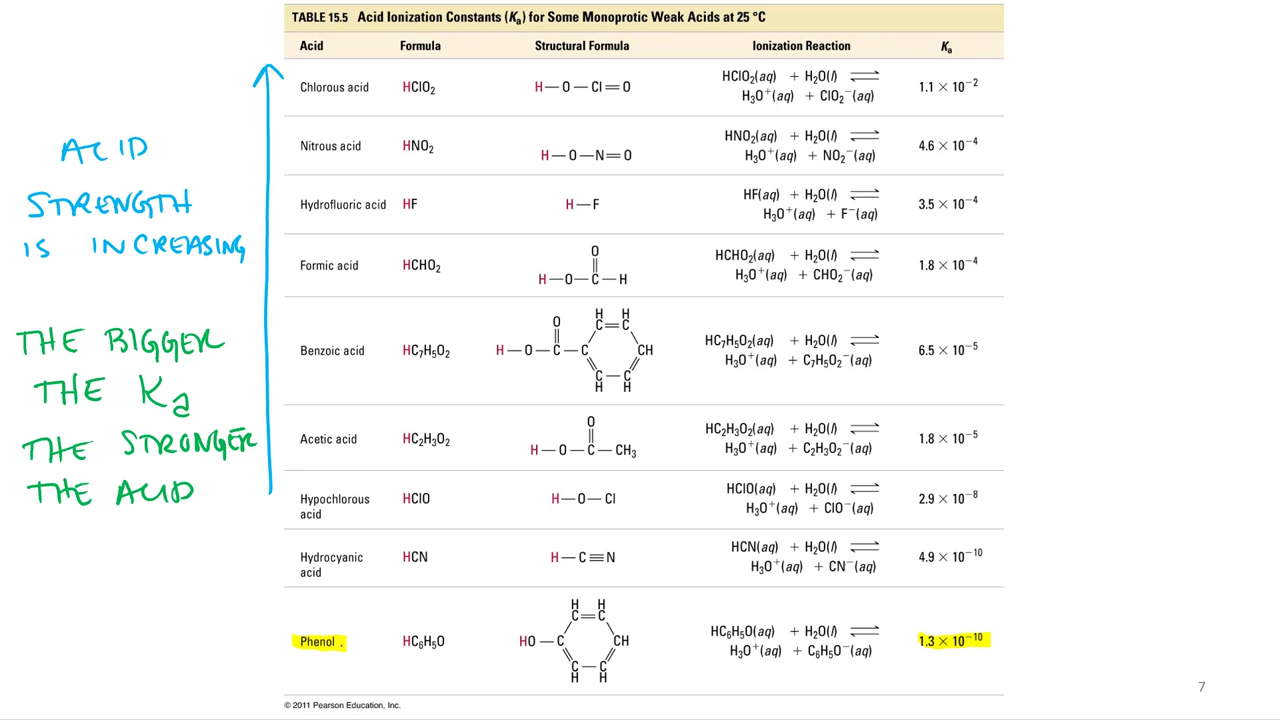 TABLE 15.5 Acid Ionization Constants (Ka) for Some Monoprotic Weak Acids at 25 °C
Acid Formula Structural Formula Ionization Reaction Ka
Chlorous acid HClO₂ H—O—Cl=O HClO₂(aq) + H₂O(l) ⇌ 1.1 × 10⁻²
H₃O⁺(aq) + ClO₂⁻(aq)
Nitrous acid HNO₂ H—O—N=O HNO₂(aq) + H₂O(l) ⇌ 4.6 × 10⁻⁴
H₃O⁺(aq) + NO₂⁻(aq)
Hydrofluoric acid HF H—F HF(aq) + H₂O(l) ⇌ 3.5 × 10⁻⁴
H₃O⁺(aq) + F⁻(aq)
O
Formic acid HCHO₂ H—O—C—H HCHO₂(aq) + H₂O(l) ⇌ 1.8 × 10⁻⁴
H₃O⁺(aq) + CHO₂⁻(aq)
H H
O C=C
Benzoic acid HC₇H₅O₂ H—O—C—C CH HC₇H₅O₂(aq) + H₂O(l) ⇌ 6.5 × 10⁻⁵
H₃O⁺(aq) + C₇H₅O₂⁻(aq)
C—C
H H
O
Acetic acid HC₂H₃O₂ H—O—C—CH₃ HC₂H₃O₂(aq) + H₂O(l) ⇌ 1.8 × 10⁻⁵
H₃O⁺(aq) + C₂H₃O₂⁻(aq)
Hypochlorous HClO H—O—Cl HClO(aq) + H₂O(l) ⇌ 2.9 × 10⁻⁸
acid H₃O⁺(aq) + ClO⁻(aq)
Hydrocyanic HCN H—C≡N HCN(aq) + H₂O(l) ⇌ 4.9 × 10⁻¹⁰
acid H₃O⁺(aq) + CN⁻(aq)
H H
C=C
Phenol . HC₆H₅O HO—C CH HC₆H₅O(aq) + H₂O(l) ⇌ 1.3 × 10⁻¹⁰
H₃O⁺(aq) + C₆H₅O⁻(aq)
C—C
H H
© 2011 Pearson Education, Inc.
ACID
STRENGTH
IS INCREASING
THE BIGGER
THE Ka
THE STRONGER
THE ACID
7